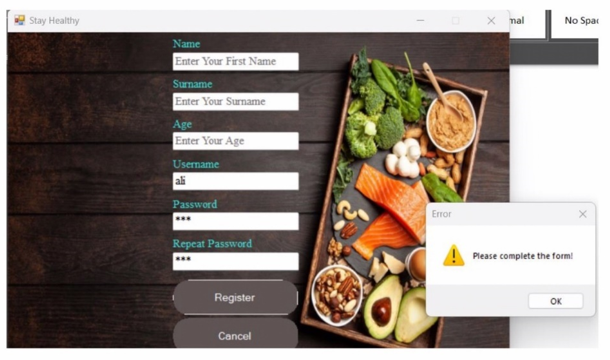 Stay Healthy
mal
No Spac
Name
Enter Your First Name
Surname
Enter Your Surname
Age
Enter Your Age
Username
ali
Password
***
Repeat Password
***
Register
Cancel
Error
Please complete the form!
OK